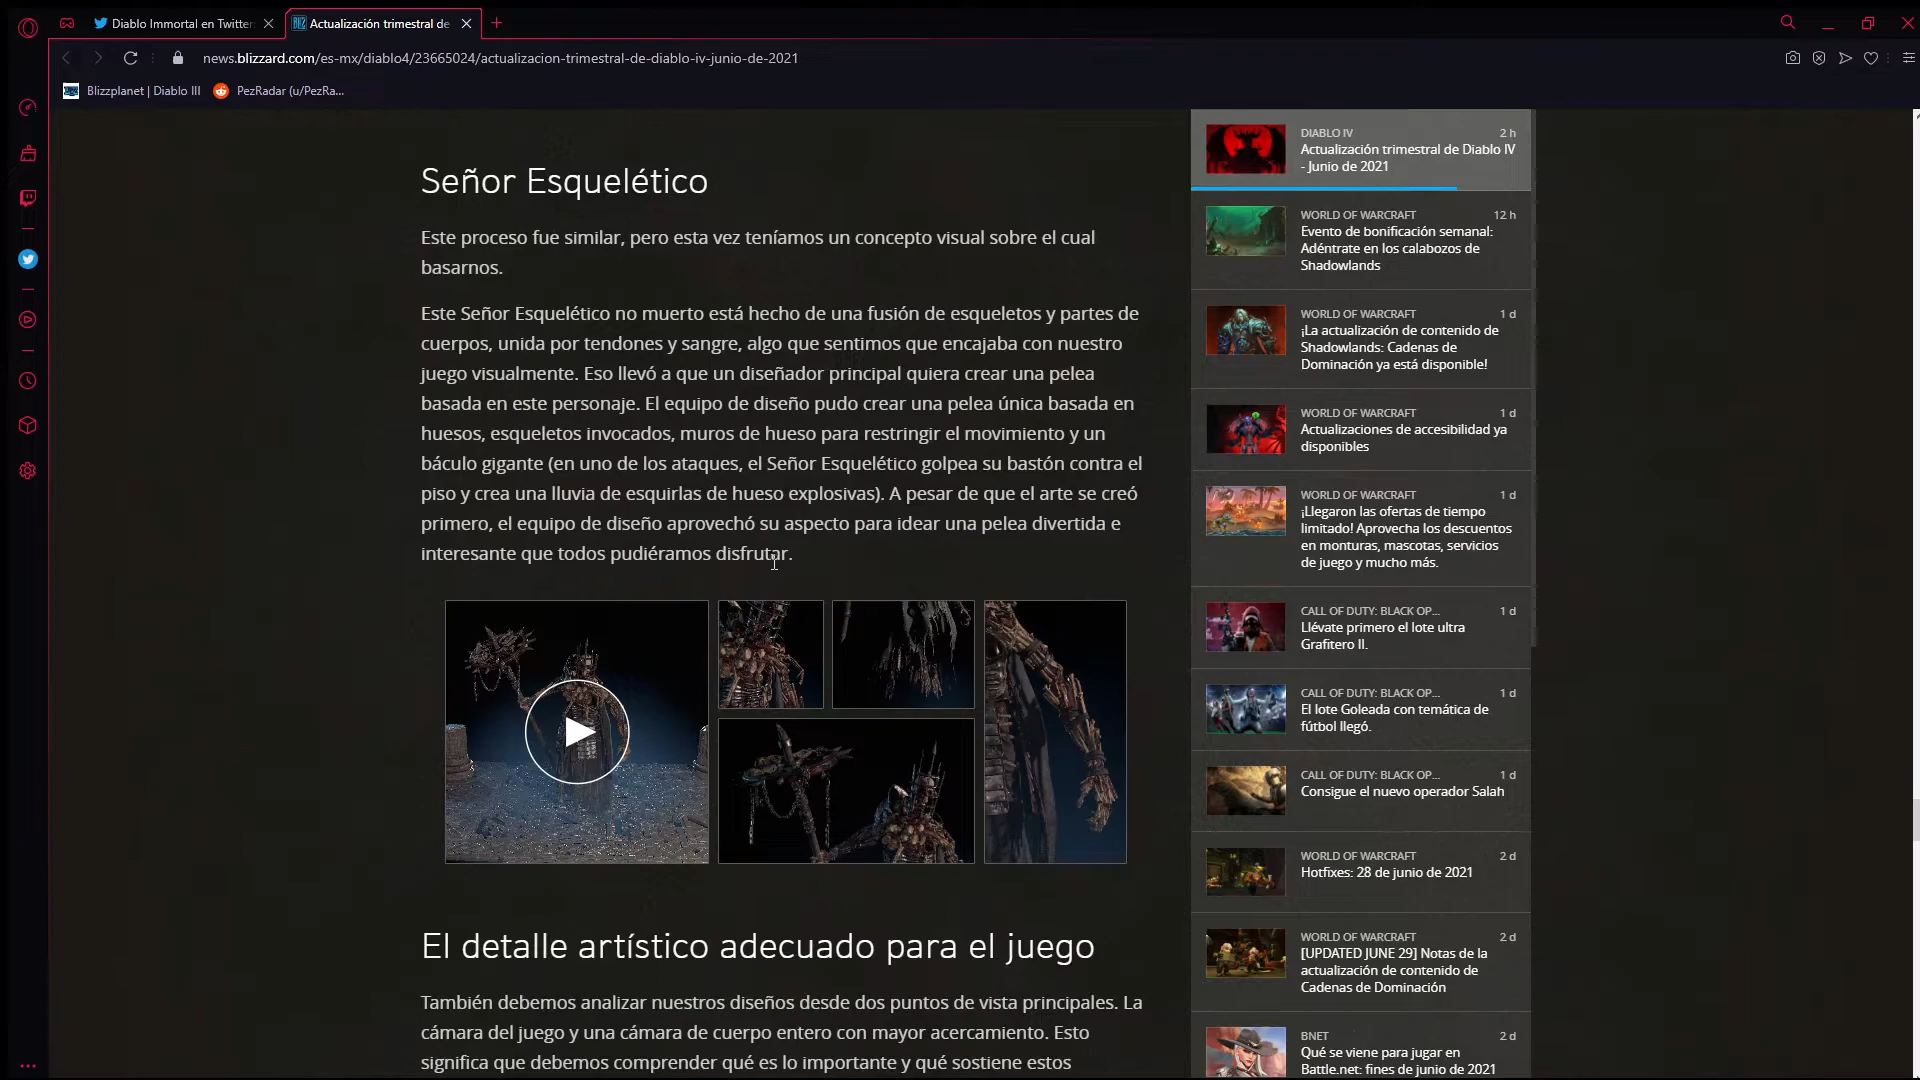 Diablo Immortal en Twitter
Actualización trimestral de
news.blizzard.com/es-mx/diablo4/23665024/actualizacion-trimestral-de-diablo-iv-junio-de-2021
Blizzplanet | Diablo III
PezRadar (u/PezRa...
Señor Esquelético
Este proceso fue similar, pero esta vez teníamos un concepto visual sobre el cual
basarnos.
Este Señor Esquelético no muerto está hecho de una fusión de esqueletos y partes de
cuerpos, unida por tendones y sangre, algo que sentimos que encajaba con nuestro
juego visualmente. Eso llevó a que un diseñador principal quiera crear una pelea
basada en este personaje. El equipo de diseño pudo crear una pelea única basada en
huesos, esqueletos invocados, muros de hueso para restringir el movimiento y un
báculo gigante (en uno de los ataques, el Señor Esquelético golpea su bastón contra el
piso y crea una lluvia de esquirlas de hueso explosivas). A pesar de que el arte se creó
primero, el equipo de diseño aprovechó su aspecto para idear una pelea divertida e
interesante que todos pudiéramos disfrutar.
El detalle artístico adecuado para el juego
También debemos analizar nuestros diseños desde dos puntos de vista principales. La
cámara del juego y una cámara de cuerpo entero con mayor acercamiento. Esto
significa que debemos comprender qué es lo importante y qué sostiene estos
DIABLO IV 2 h
Actualización trimestral de Diablo IV
- Junio de 2021
WORLD OF WARCRAFT 12 h
Evento de bonificación semanal:
Adéntrate en los calabozos de
Shadowlands
WORLD OF WARCRAFT 1 d
¡La actualización de contenido de
Shadowlands: Cadenas de
Dominación ya está disponible!
WORLD OF WARCRAFT 1 d
Actualizaciones de accesibilidad ya
disponibles
WORLD OF WARCRAFT 1 d
¡Llegaron las ofertas de tiempo
limitado! Aprovecha los descuentos
en monturas, mascotas, servicios
de juego y mucho más.
CALL OF DUTY: BLACK OP... 1 d
Llévate primero el lote ultra
Grafitero II.
CALL OF DUTY: BLACK OP... 1 d
El lote Goleada con temática de
fútbol llegó.
CALL OF DUTY: BLACK OP... 1 d
Consigue el nuevo operador Salah
WORLD OF WARCRAFT 2 d
Hotfixes: 28 de junio de 2021
WORLD OF WARCRAFT 2 d
[UPDATED JUNE 29] Notas de la
actualización de contenido de
Cadenas de Dominación
BNET 2 d
Qué se viene para jugar en
Battle.net: fines de junio de 2021